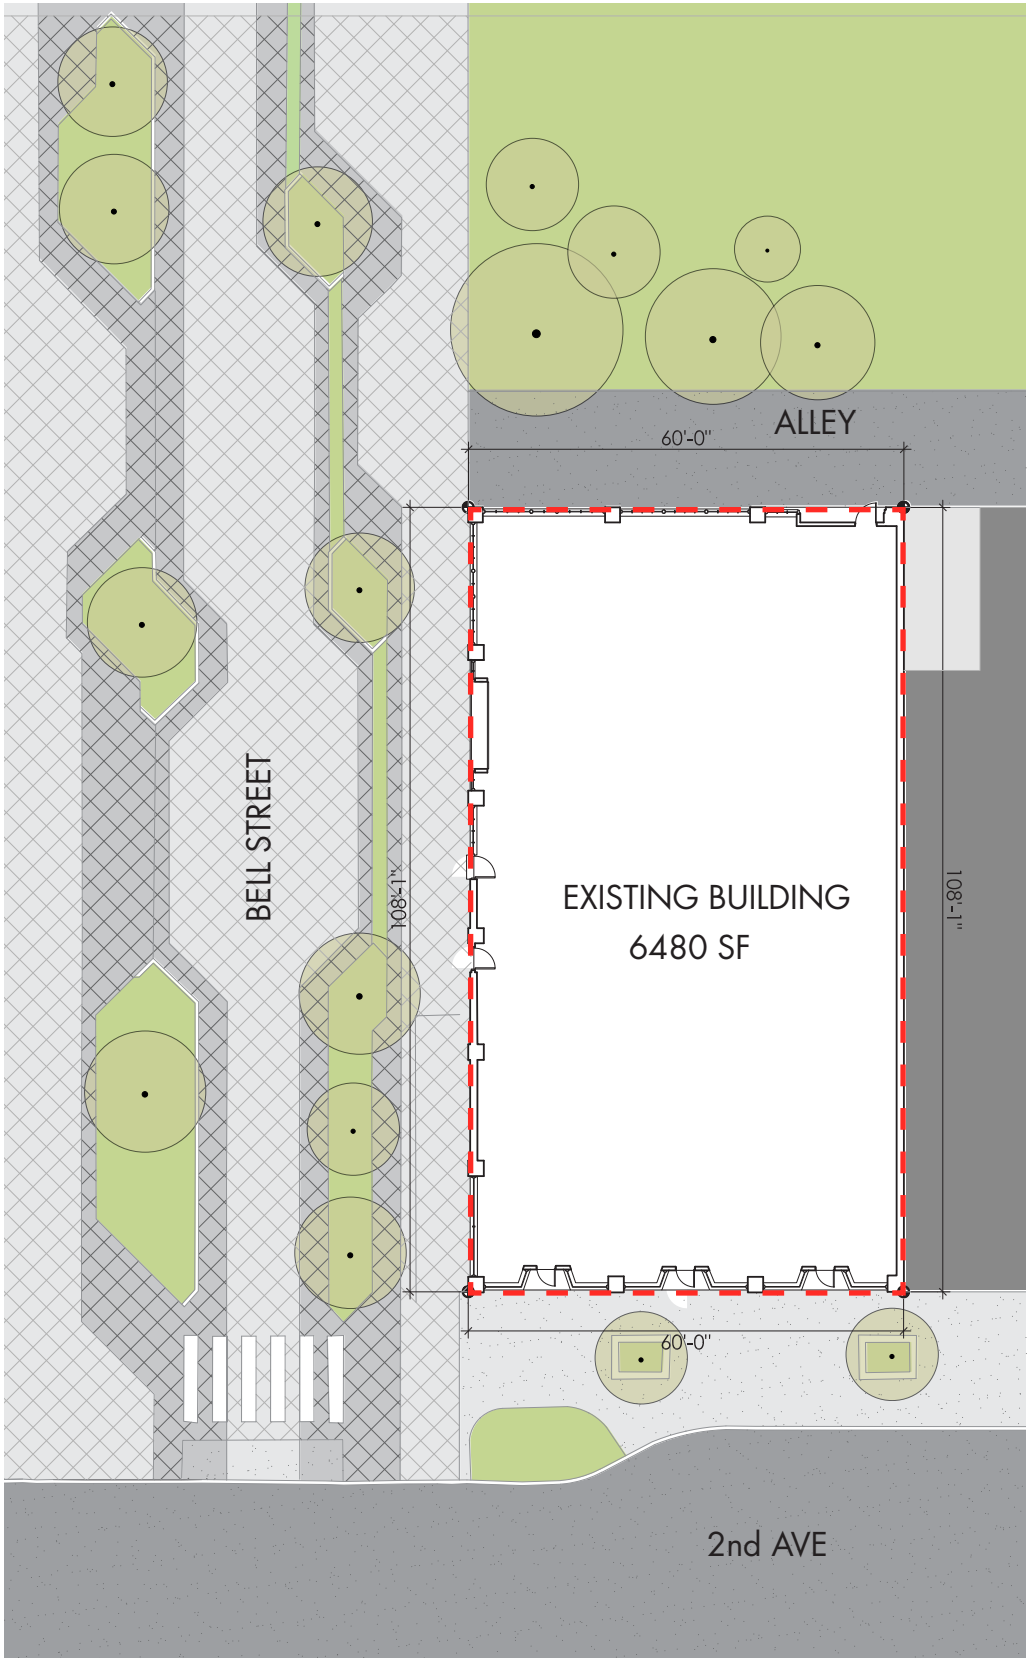 ALLEY
60'-0"
BELL STREET
108'-1"
EXISTING BUILDING
6480 SF
108'-1"
60'-0"
2nd AVE